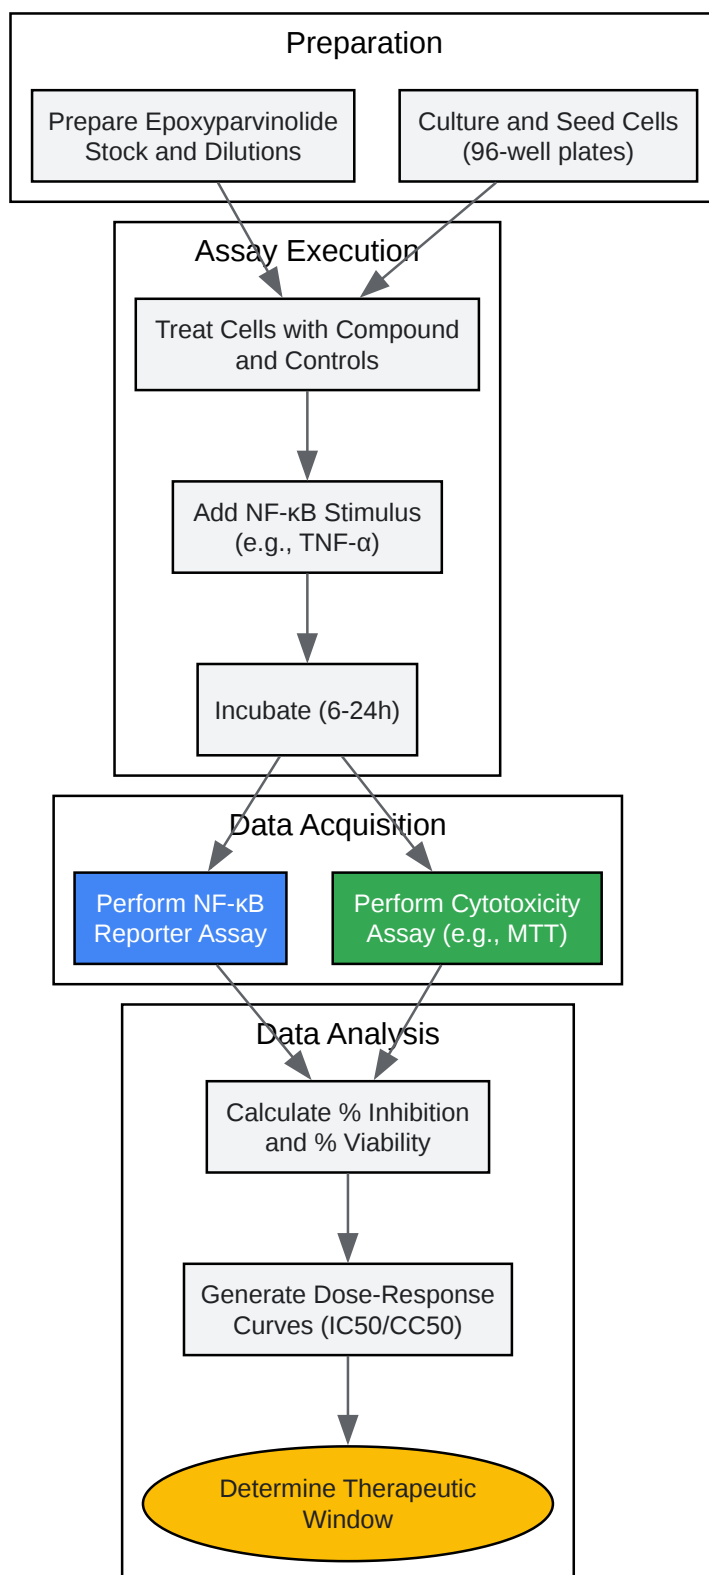 Preparation
Prepare Epoxyparvinolide
Stock and Dilutions
Culture and Seed Cells
(96-well plates)
Assay Execution
Treat Cells with Compound
and Controls
Add NF-κB Stimulus
(e.g., TNF-α)
Incubate (6-24h)
Data Acquisition
Perform NF-κB
Reporter Assay
Perform Cytotoxicity
Assay (e.g., MTT)
Data Analysis
Calculate % Inhibition
and % Viability
Generate Dose-Response
Curves (IC50/CC50)
Determine Therapeutic
Window